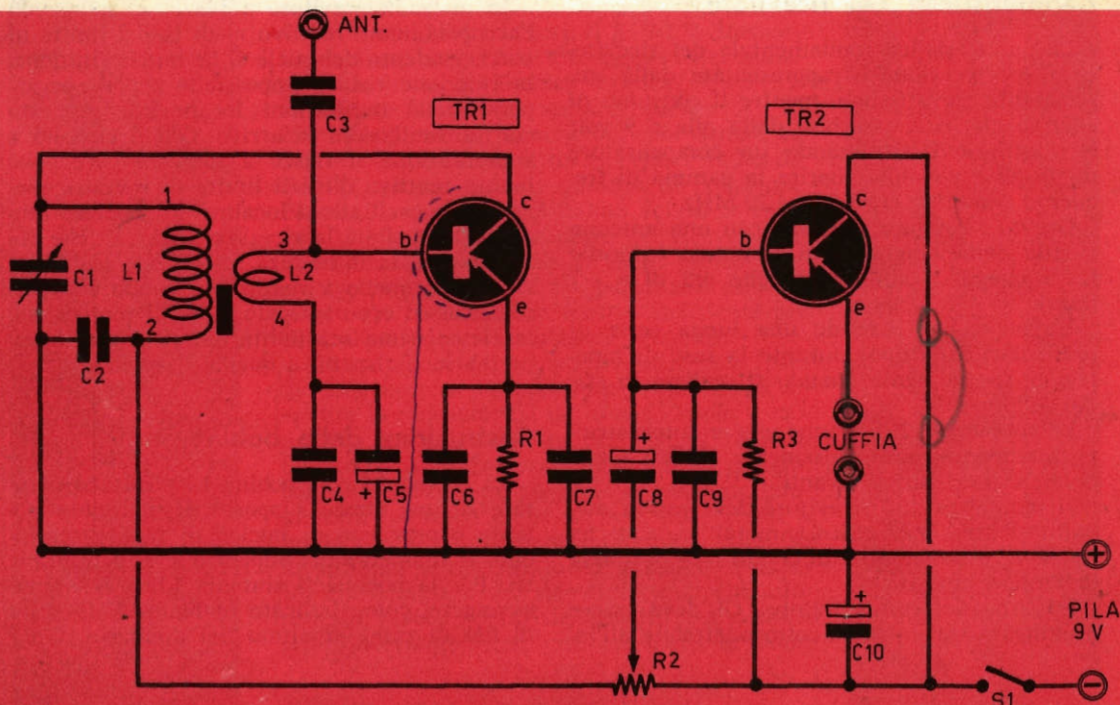 ANT.
C3
TR1
TR2
1
c
c
b
3
b
C1
L1
L2
4
e
e
2
C2
R1
R3
CUFFIA
C4
+
C5
C6
C7
+
C8
C9
+
+
PILA
9 V
C10
R2
S1
−